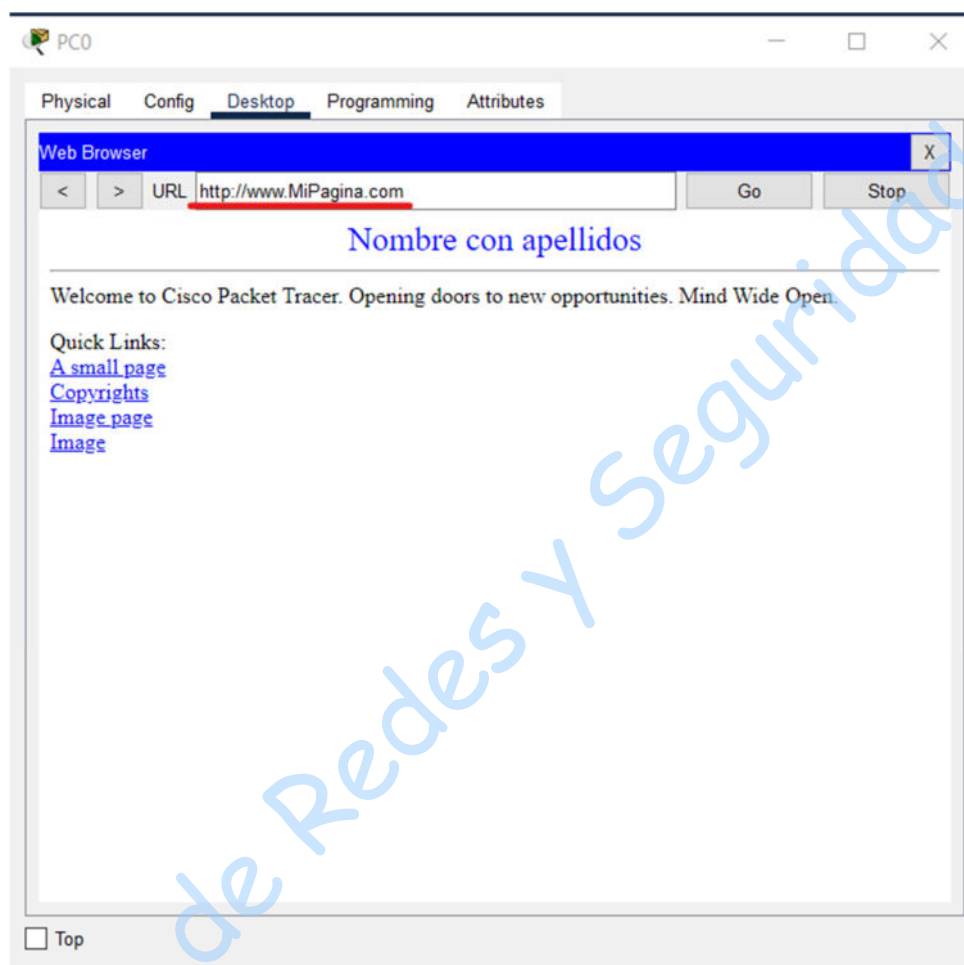 PC0
Physical Config Desktop Programming Attributes
Web Browser X
< > URL http://www.MiPagina.com Go Stop
Nombre con apellidos
Welcome to Cisco Packet Tracer. Opening doors to new opportunities. Mind Wide Open.
Quick Links:
A small page
Copyrights
Image page
Image
Top
de Redes y Seguridad